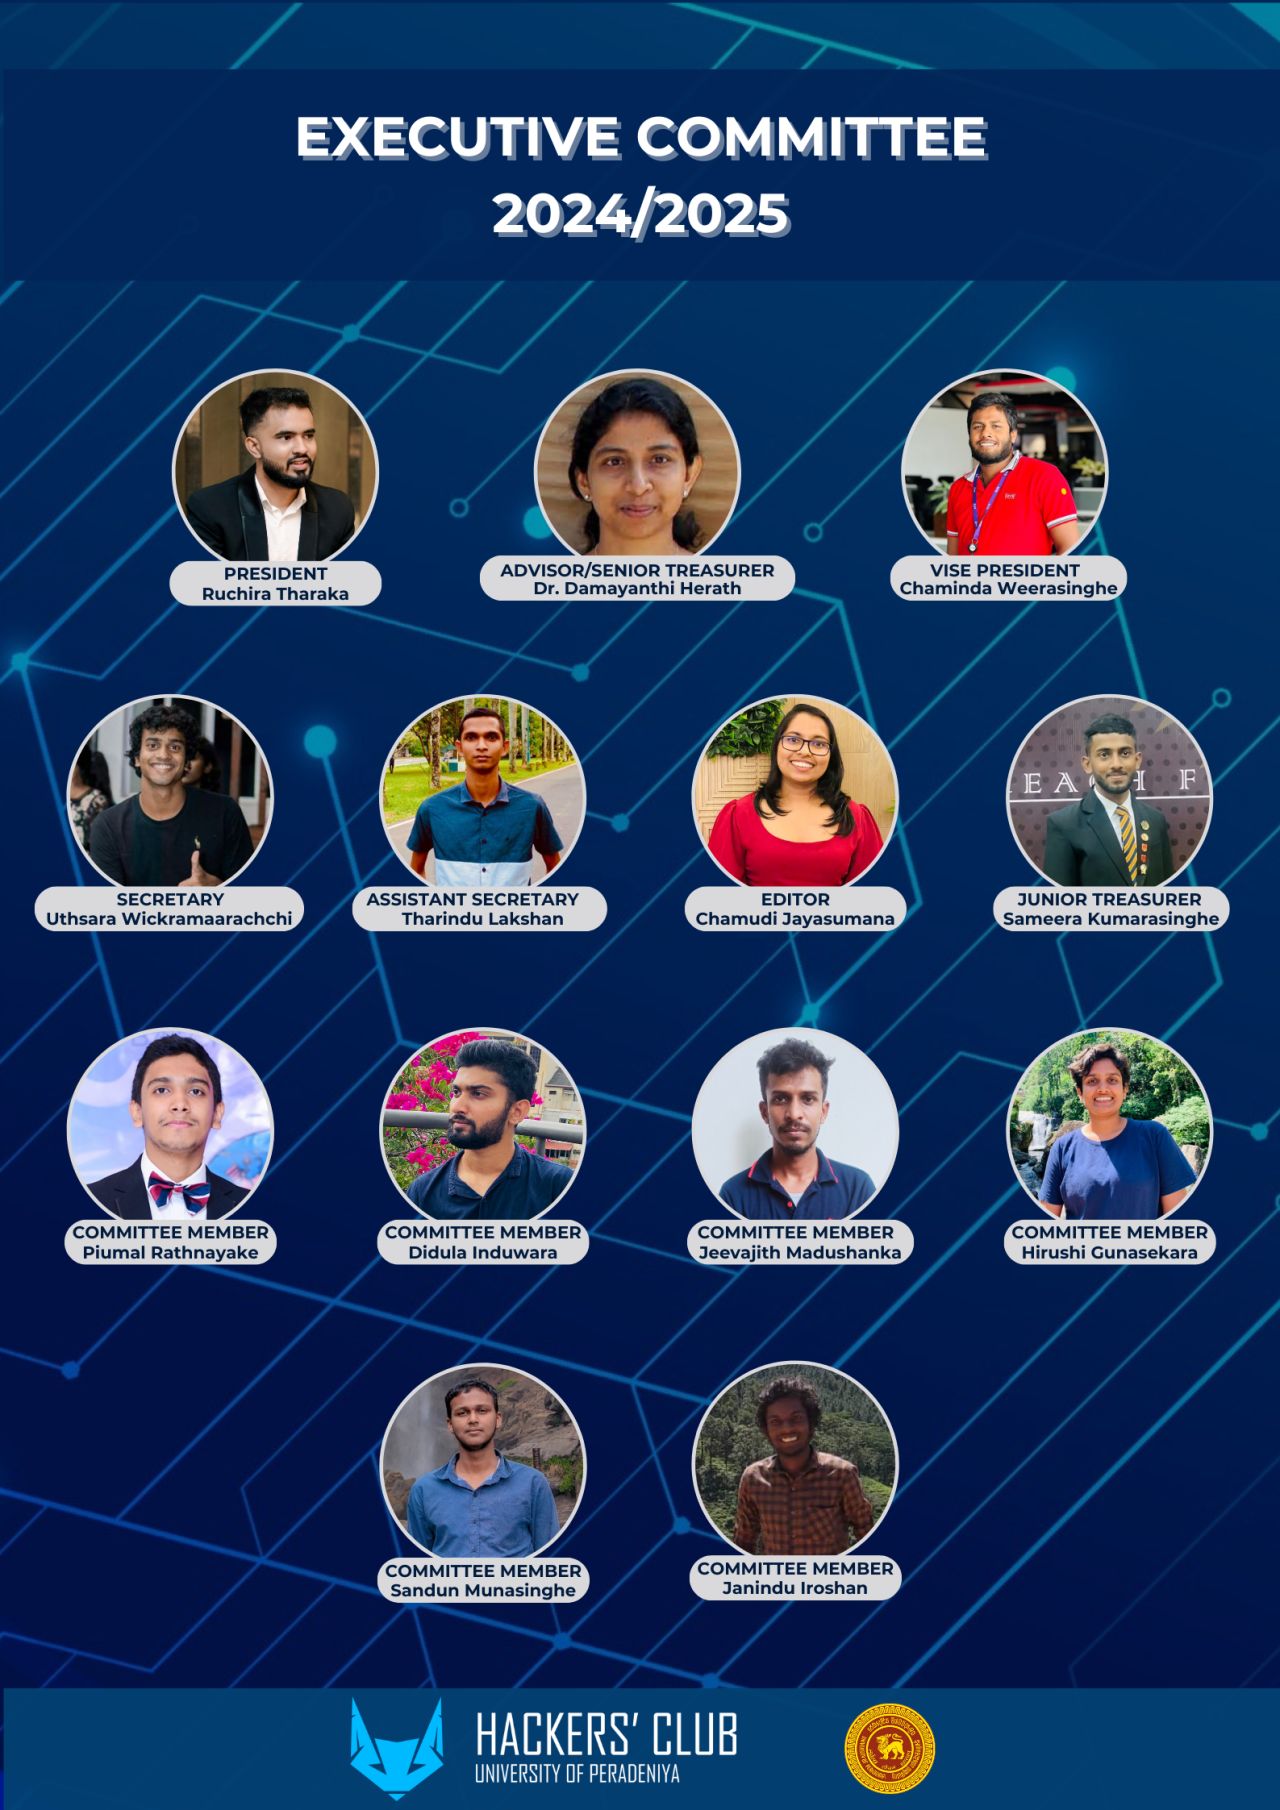 EXECUTIVE COMMITTEE
2024/2025
PRESIDENT
Ruchira Tharaka
ADVISOR/SENIOR TREASURER
Dr. Damayanthi Herath
VISE PRESIDENT
Chaminda Weerasinghe
SECRETARY
Uthsara Wickramaarachchi
ASSISTANT SECRETARY
Tharindu Lakshan
EDITOR
Chamudi Jayasumana
JUNIOR TREASURER
Sameera Kumarasinghe
COMMITTEE MEMBER
Piumal Rathnayake
COMMITTEE MEMBER
Didula Induwara
COMMITTEE MEMBER
Jeevajith Madushanka
COMMITTEE MEMBER
Hirushi Gunasekara
COMMITTEE MEMBER
Sandun Munasinghe
COMMITTEE MEMBER
Janindu Iroshan
HACKERS' CLUB
UNIVERSITY OF PERADENIYA